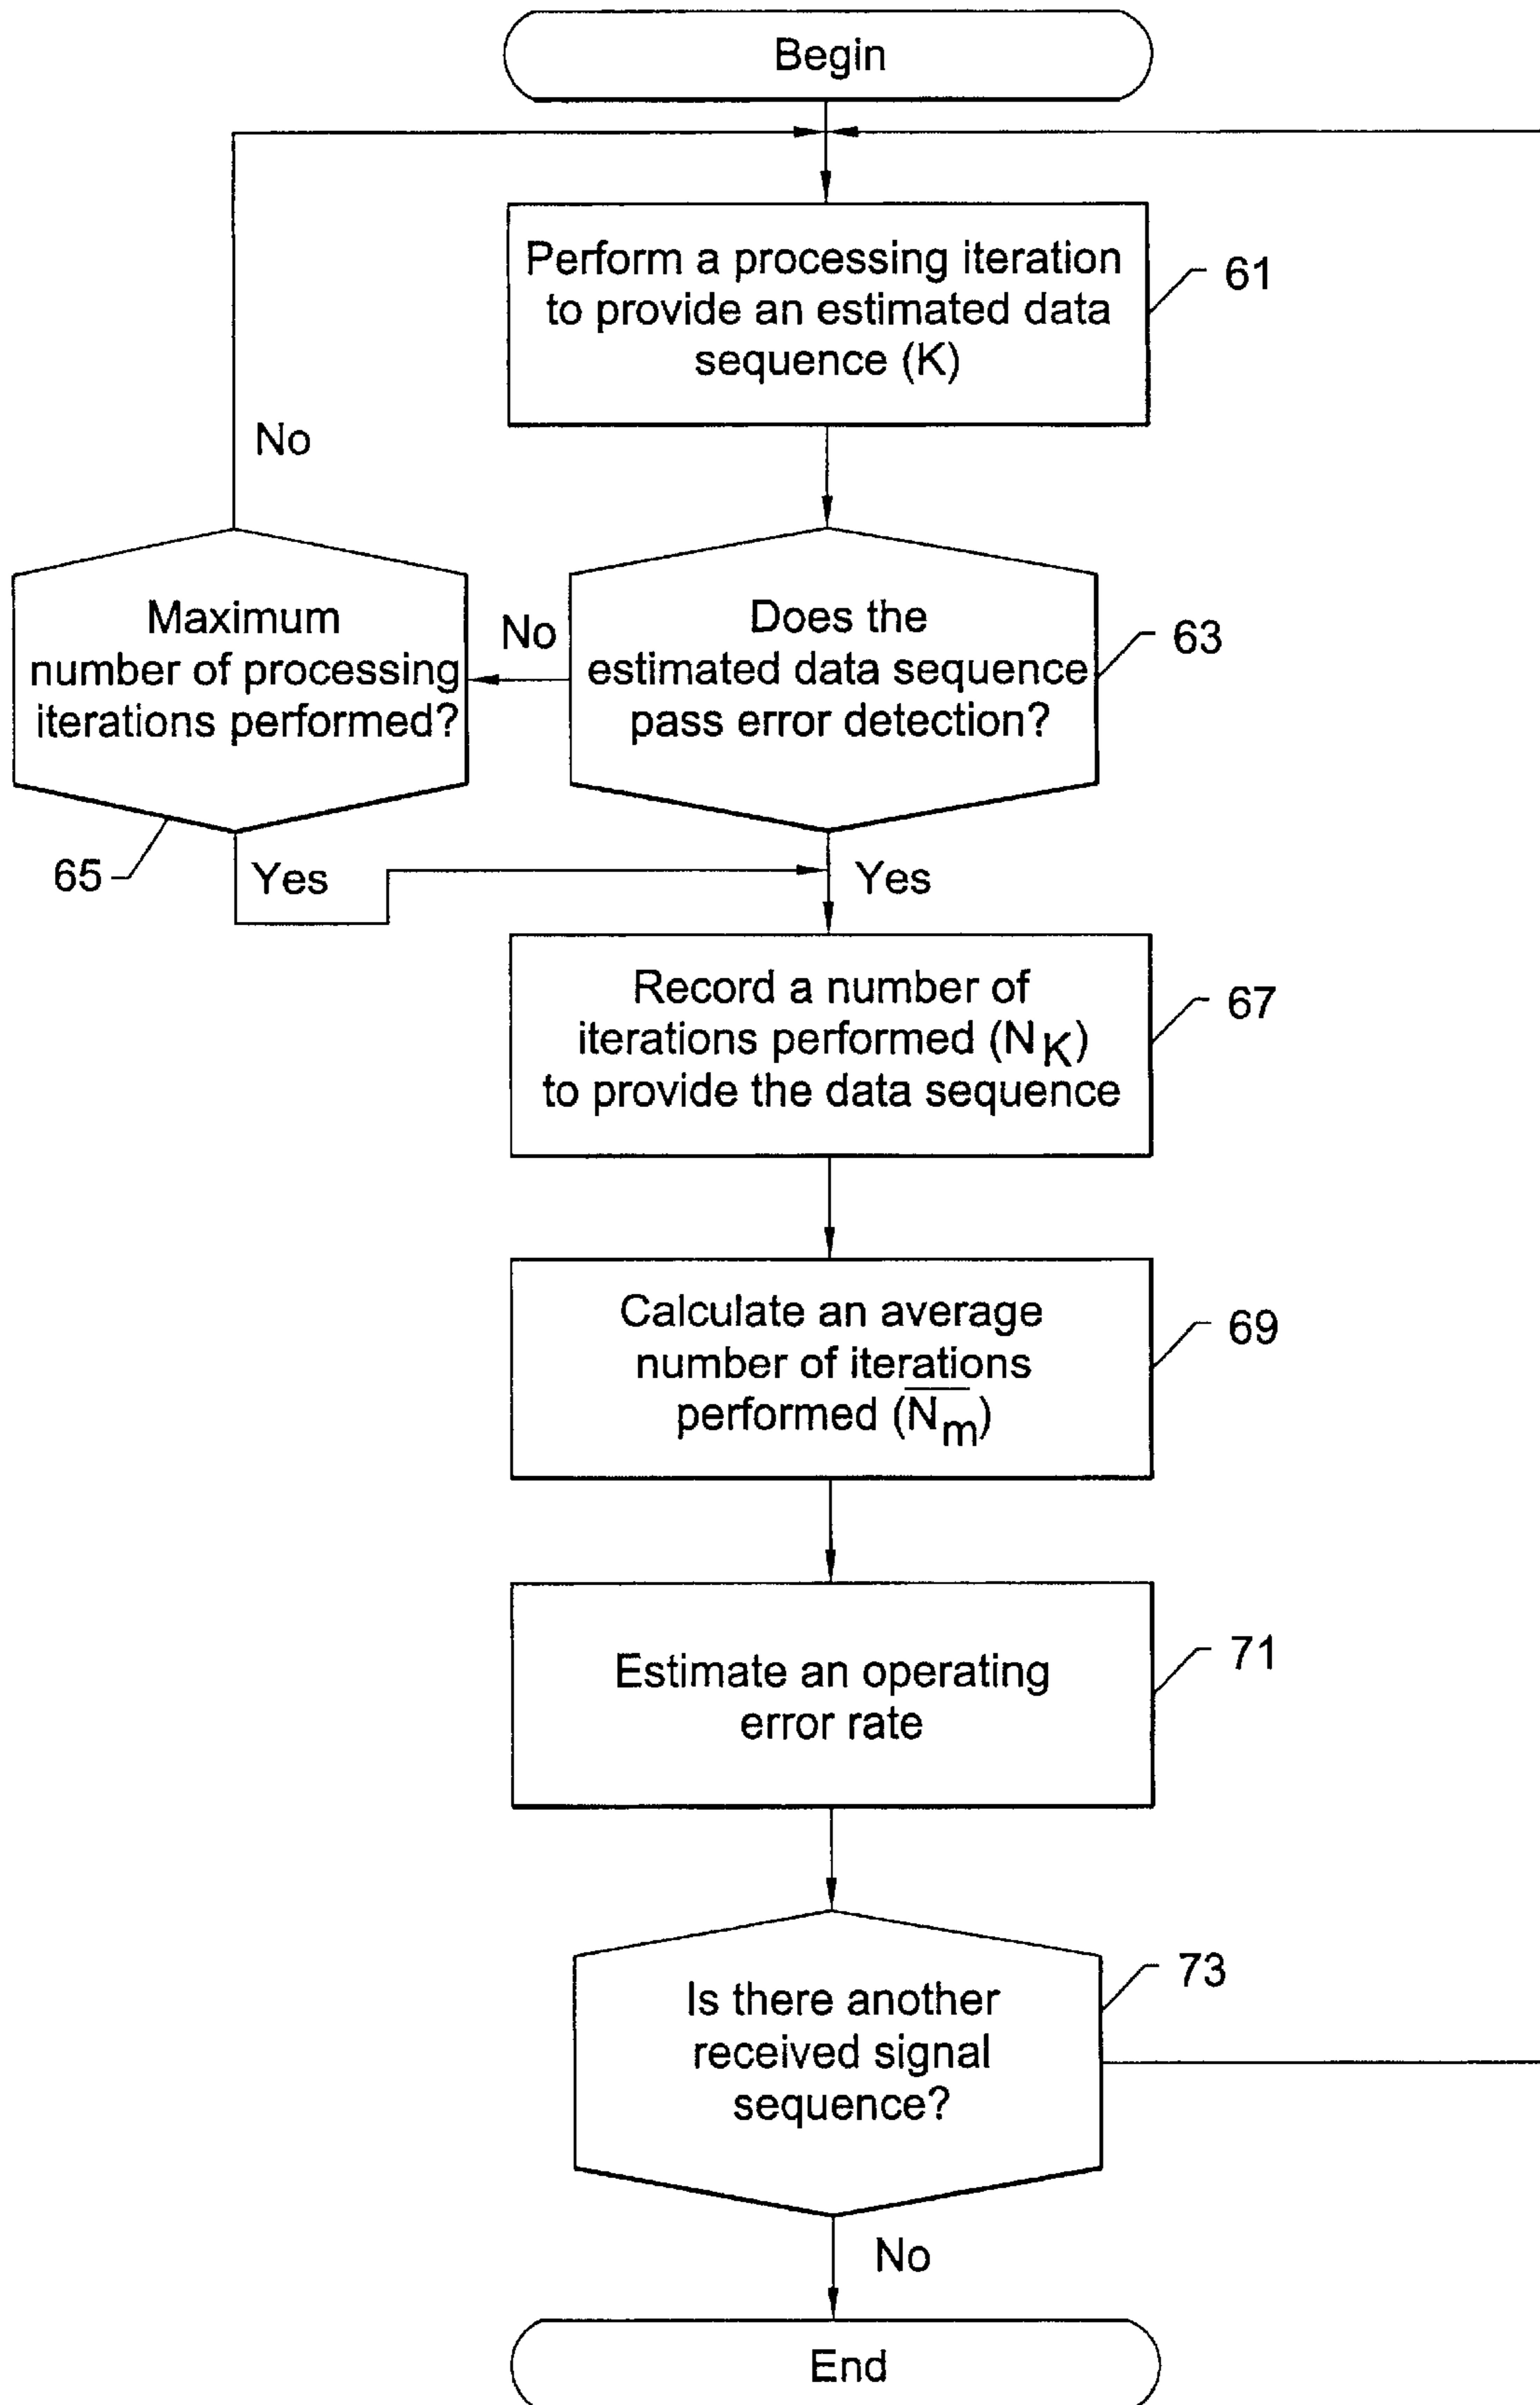 Begin
Perform a processing iteration
to provide an estimated data
sequence (K)
61
No
Maximum
number of processing
iterations performed?
65
Yes
No
Does the
estimated data sequence
pass error detection?
63
Yes
Record a number of
iterations performed (N_K)
to provide the data sequence
67
Calculate an average
number of iterations
performed (N̅_m)
69
Estimate an operating
error rate
71
Is there another
received signal
sequence?
73
No
End